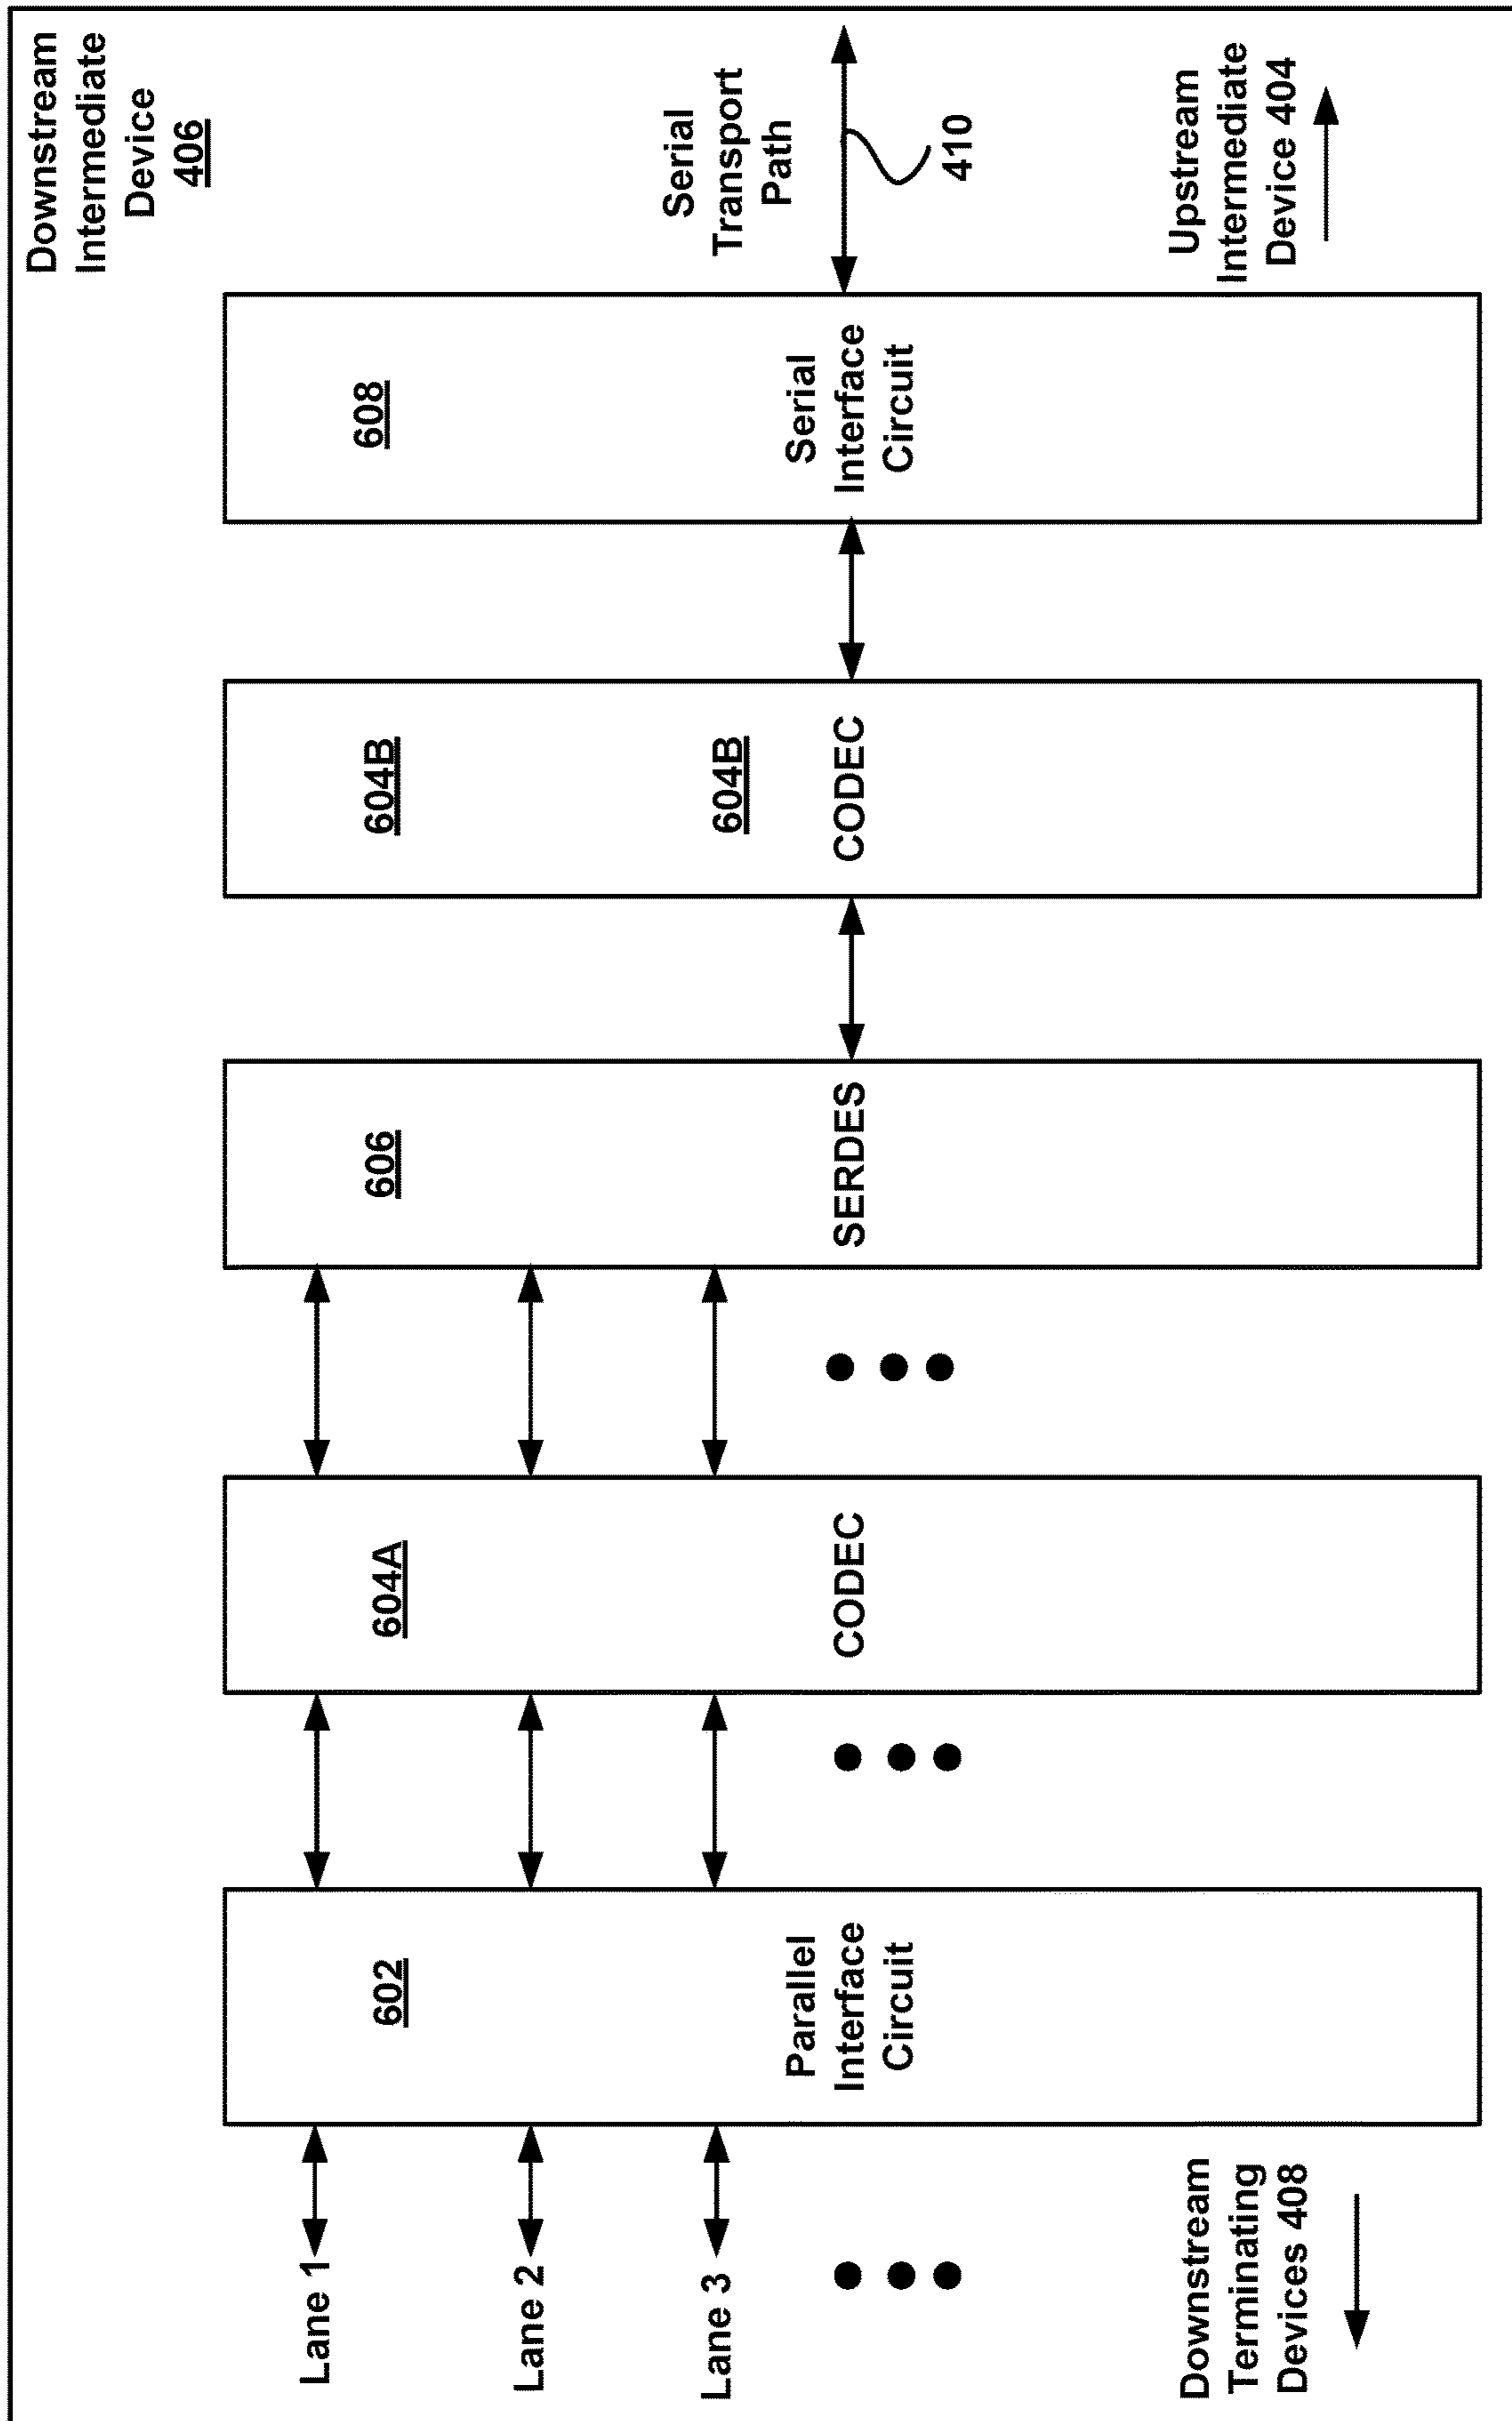 Downstream
Intermediate
Device
406
Lane 1
Lane 2
Lane 3
602
Parallel
Interface
Circuit
604A
CODEC
606
SERDES
604B
604B
CODEC
608
Serial
Interface
Circuit
Serial
Transport
Path
410
Downstream
Terminating
Devices 408
Upstream
Intermediate
Device 404